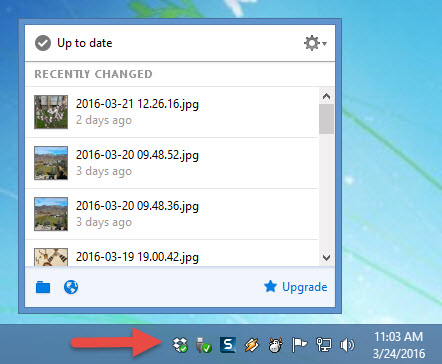 Up to date
RECENTLY CHANGED
2016-03-21 12.26.16.jpg
2 days ago
2016-03-20 09.48.52.jpg
3 days ago
2016-03-20 09.48.36.jpg
3 days ago
2016-03-19 19.00.42.jpg
Upgrade
S
11:03 AM
3/24/2016